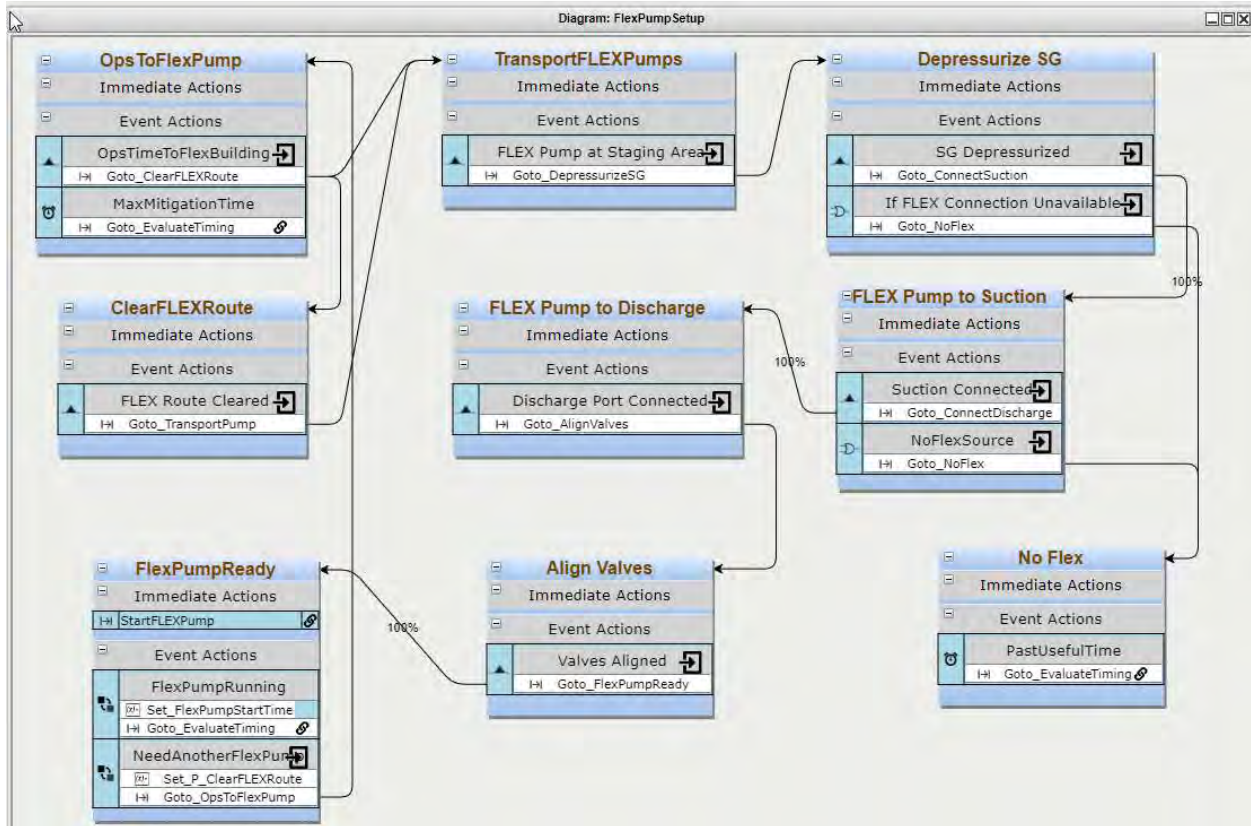 Diagram: FlexPumpSetup
OpsToFlexPump
Immediate Actions
Event Actions
OpsTimeToFlexBuilding
Goto_ClearFLEXRoute
MaxMitigationTime
Goto_EvaluateTiming
TransportFLEXPumps
Immediate Actions
Event Actions
FLEX Pump at Staging Area
Goto_DepressurizeSG
Depressurize SG
Immediate Actions
Event Actions
SG Depressurized
Goto_ConnectSuction
If FLEX Connection Unavailable
Goto_NoFlex
100%
ClearFLEXRoute
Immediate Actions
Event Actions
FLEX Route Cleared
Goto_TransportPump
FLEX Pump to Discharge
Immediate Actions
Event Actions
Discharge Port Connected
Goto_AlignValves
100%
FLEX Pump to Suction
Immediate Actions
Event Actions
Suction Connected
Goto_ConnectDischarge
NoFlexSource
Goto_NoFlex
FlexPumpReady
Immediate Actions
StartFLEXPump
Event Actions
FlexPumpRunning
Set_FlexPumpStartTime
Goto_EvaluateTiming
NeedAnotherFlexPump
Set_P_ClearFLEXRoute
Goto_OpsToFlexPump
100%
Align Valves
Immediate Actions
Event Actions
Valves Aligned
Goto_FlexPumpReady
No Flex
Immediate Actions
Event Actions
PastUsefulTime
Goto_EvaluateTiming